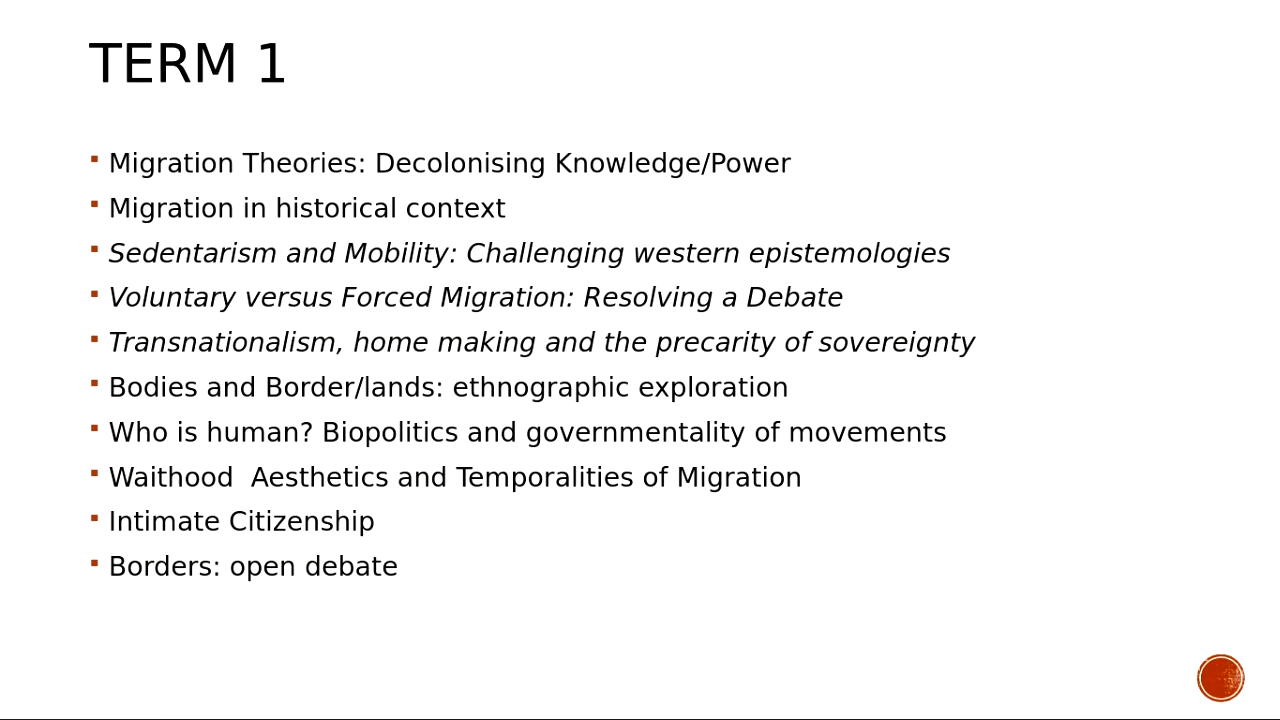 TERM 1
Migration Theories: Decolonising Knowledge/Power
Migration in historical context
Sedentarism and Mobility: Challenging western epistemologies
Voluntary versus Forced Migration: Resolving a Debate
Transnationalism, home making and the precarity of sovereignty
Bodies and Border/lands: ethnographic exploration
Who is human? Biopolitics and governmentality of movements
Waithood  Aesthetics and Temporalities of Migration
Intimate Citizenship
Borders: open debate